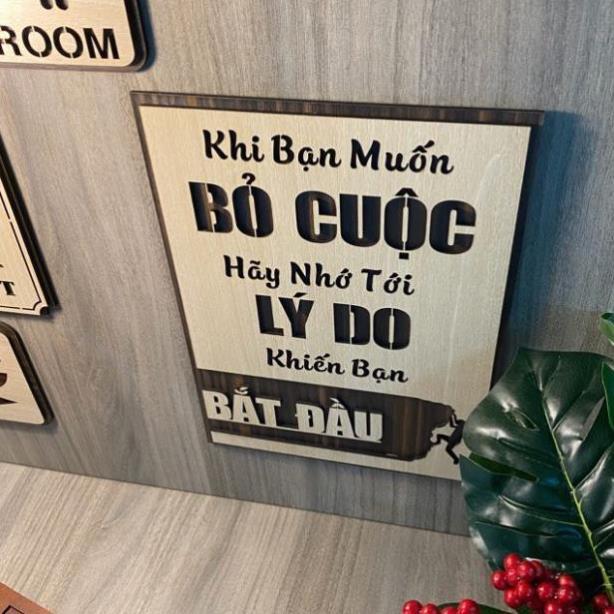 ROOM
Khi Bạn Muốn
BỎ CUỘC
Hãy Nhớ Tới
LÝ DO
Khiến Bạn
BẮT ĐẦU